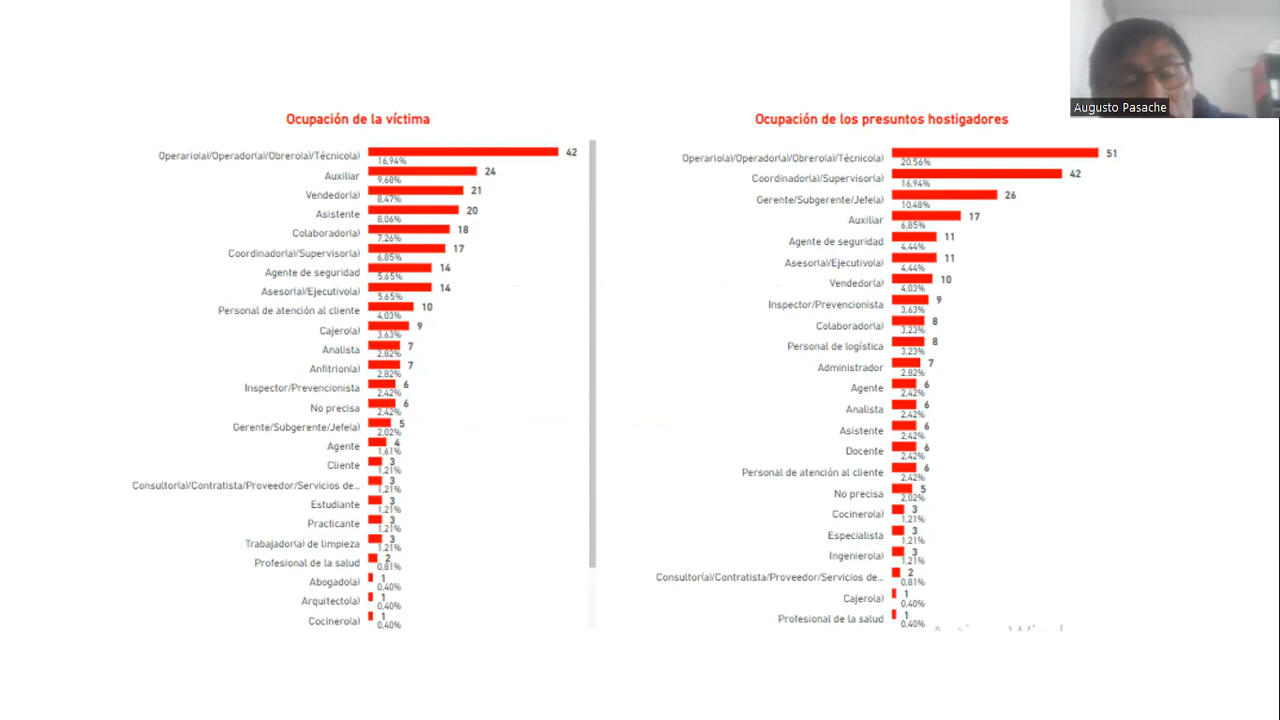 Augusto Pasache
Ocupación de la víctima
Operario(a)/Operador(a)/Obrero(a)/Técnico(a) 42 16,94%
Auxiliar 24 9,68%
Vendedor(a) 21 8,47%
Asistente 20 8,06%
Colaborador(a) 18 7,26%
Coordinador(a)/Supervisor(a) 17 6,85%
Agente de seguridad 14 5,65%
Asesor(a)/Ejecutivo(a) 14 5,65%
Personal de atención al cliente 10 4,03%
Cajero(a) 9 3,63%
Analista 7 2,82%
Anfitrión(a) 7 2,82%
Inspector/Prevencionista 6 2,42%
No precisa 6 2,42%
Gerente/Subgerente/Jefe(a) 5 2,02%
Agente 4 1,61%
Cliente 3 1,21%
Consultor(a)/Contratista/Proveedor/Servicios de... 3 1,21%
Estudiante 3 1,21%
Practicante 3 1,21%
Trabajador(a) de limpieza 3 1,21%
Profesional de la salud 2 0,81%
Abogado(a) 1 0,40%
Arquitecto(a) 1 0,40%
Cocinero(a) 1 0,40%
Ocupación de los presuntos hostigadores
Operario(a)/Operador(a)/Obrero(a)/Técnico(a) 51 20,56%
Coordinador(a)/Supervisor(a) 42 16,94%
Gerente/Subgerente/Jefe(a) 26 10,48%
Auxiliar 17 6,85%
Agente de seguridad 11 4,44%
Asesor(a)/Ejecutivo(a) 11 4,44%
Vendedor(a) 10 4,03%
Inspector/Prevencionista 9 3,63%
Colaborador(a) 8 3,23%
Personal de logística 8 3,23%
Administrador 7 2,82%
Agente 6 2,42%
Analista 6 2,42%
Asistente 6 2,42%
Docente 6 2,42%
Personal de atención al cliente 6 2,42%
No precisa 5 2,02%
Cocinero(a) 3 1,21%
Especialista 3 1,21%
Ingeniero(a) 3 1,21%
Consultor(a)/Contratista/Proveedor/Servicios de... 2 0,81%
Cajero(a) 1 0,40%
Profesional de la salud 1 0,40%